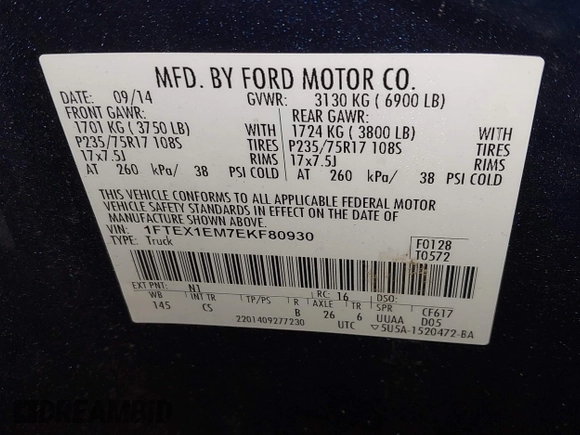 MFD. BY FORD MOTOR CO.
DATE: 09/14 GVWR: 3130 KG ( 6900 LB)
FRONT GAWR: REAR GAWR:
1701 KG ( 3750 LB) WITH 1724 KG ( 3800 LB) WITH
P235/75R17 108S TIRES P235/75R17 108S TIRES
17x7.5J RIMS 17x7.5J RIMS
AT 260 kPa/ 38 PSI COLD AT 260 kPa/ 38 PSI COLD
THIS VEHICLE CONFORMS TO ALL APPLICABLE FEDERAL MOTOR
VEHICLE SAFETY STANDARDS IN EFFECT ON THE DATE OF
MANUFACTURE SHOWN ABOVE.
VIN: 1FTEX1EM7EKF80930
TYPE: Truck
F0128
T0572
EXT PNT: N1 RC: 16 DSO:
WB INT TR TP/PS R AXLE TR SPR CF617
145 CS B 26 6 UUAA D05
2201409277230 UTC ▽5U5A-1520472-BA
DREAMBID